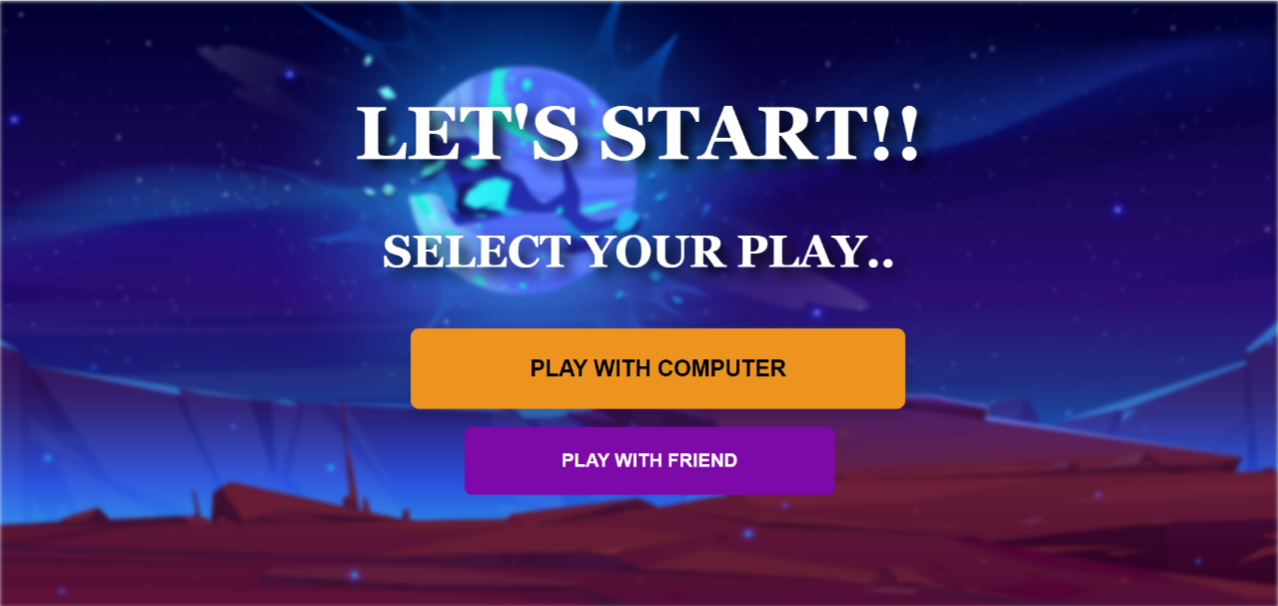 LET'S START!!
SELECT YOUR PLAY..
PLAY WITH COMPUTER
PLAY WITH FRIEND